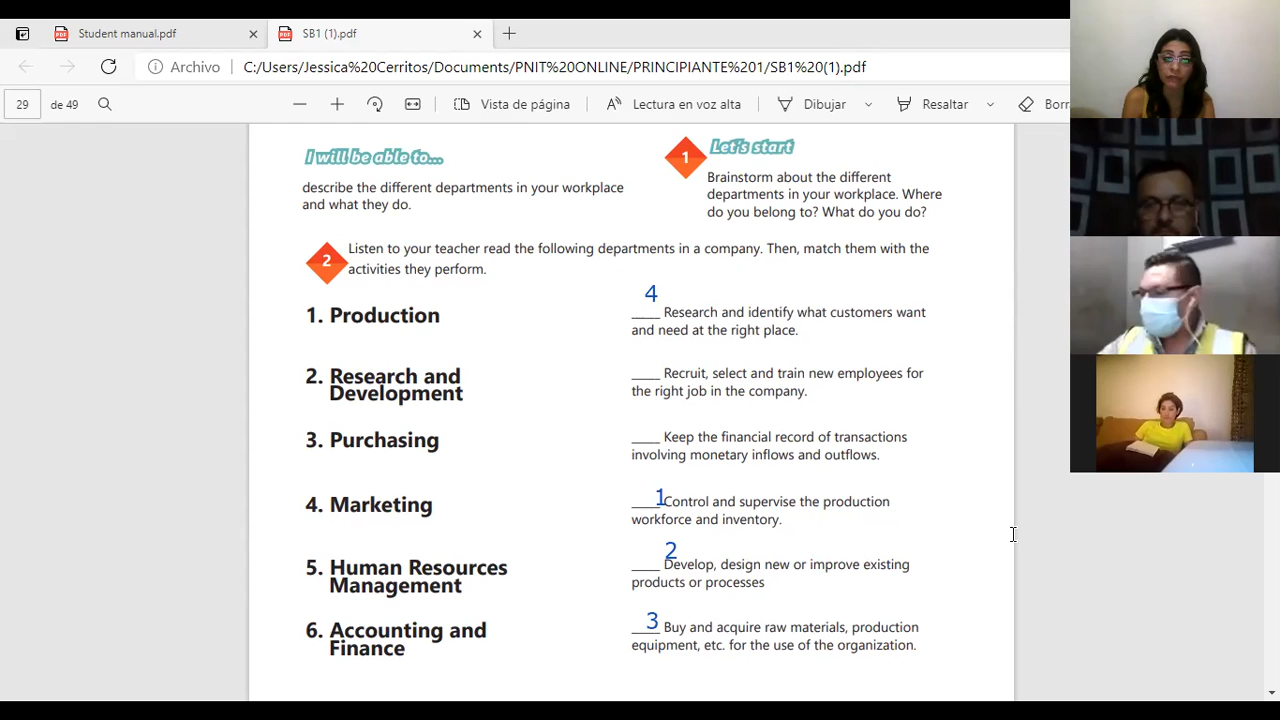 Student manual.pdf
SB1 (1).pdf
Archivo
C:/Users/Jessica%20Cerritos/Documents/PNIT%20ONLINE/PRINCIPIANTE%201/SB1%20(1).pdf
29
de 49
Vista de página
Lectura en voz alta
Dibujar
Resaltar
Borr
I will be able to...
describe the different departments in your workplace
and what they do.
1
Let's start
Brainstorm about the different
departments in your workplace. Where
do you belong to? What do you do?
2
Listen to your teacher read the following departments in a company. Then, match them with the
activities they perform.
1. Production
4
_____ Research and identify what customers want
and need at the right place.
2. Research and
Development
____ Recruit, select and train new employees for
the right job in the company.
3. Purchasing
____ Keep the financial record of transactions
involving monetary inflows and outflows.
4. Marketing
1
____ Control and supervise the production
workforce and inventory.
5. Human Resources
Management
2
____ Develop, design new or improve existing
products or processes
6. Accounting and
Finance
3
____ Buy and acquire raw materials, production
equipment, etc. for the use of the organization.